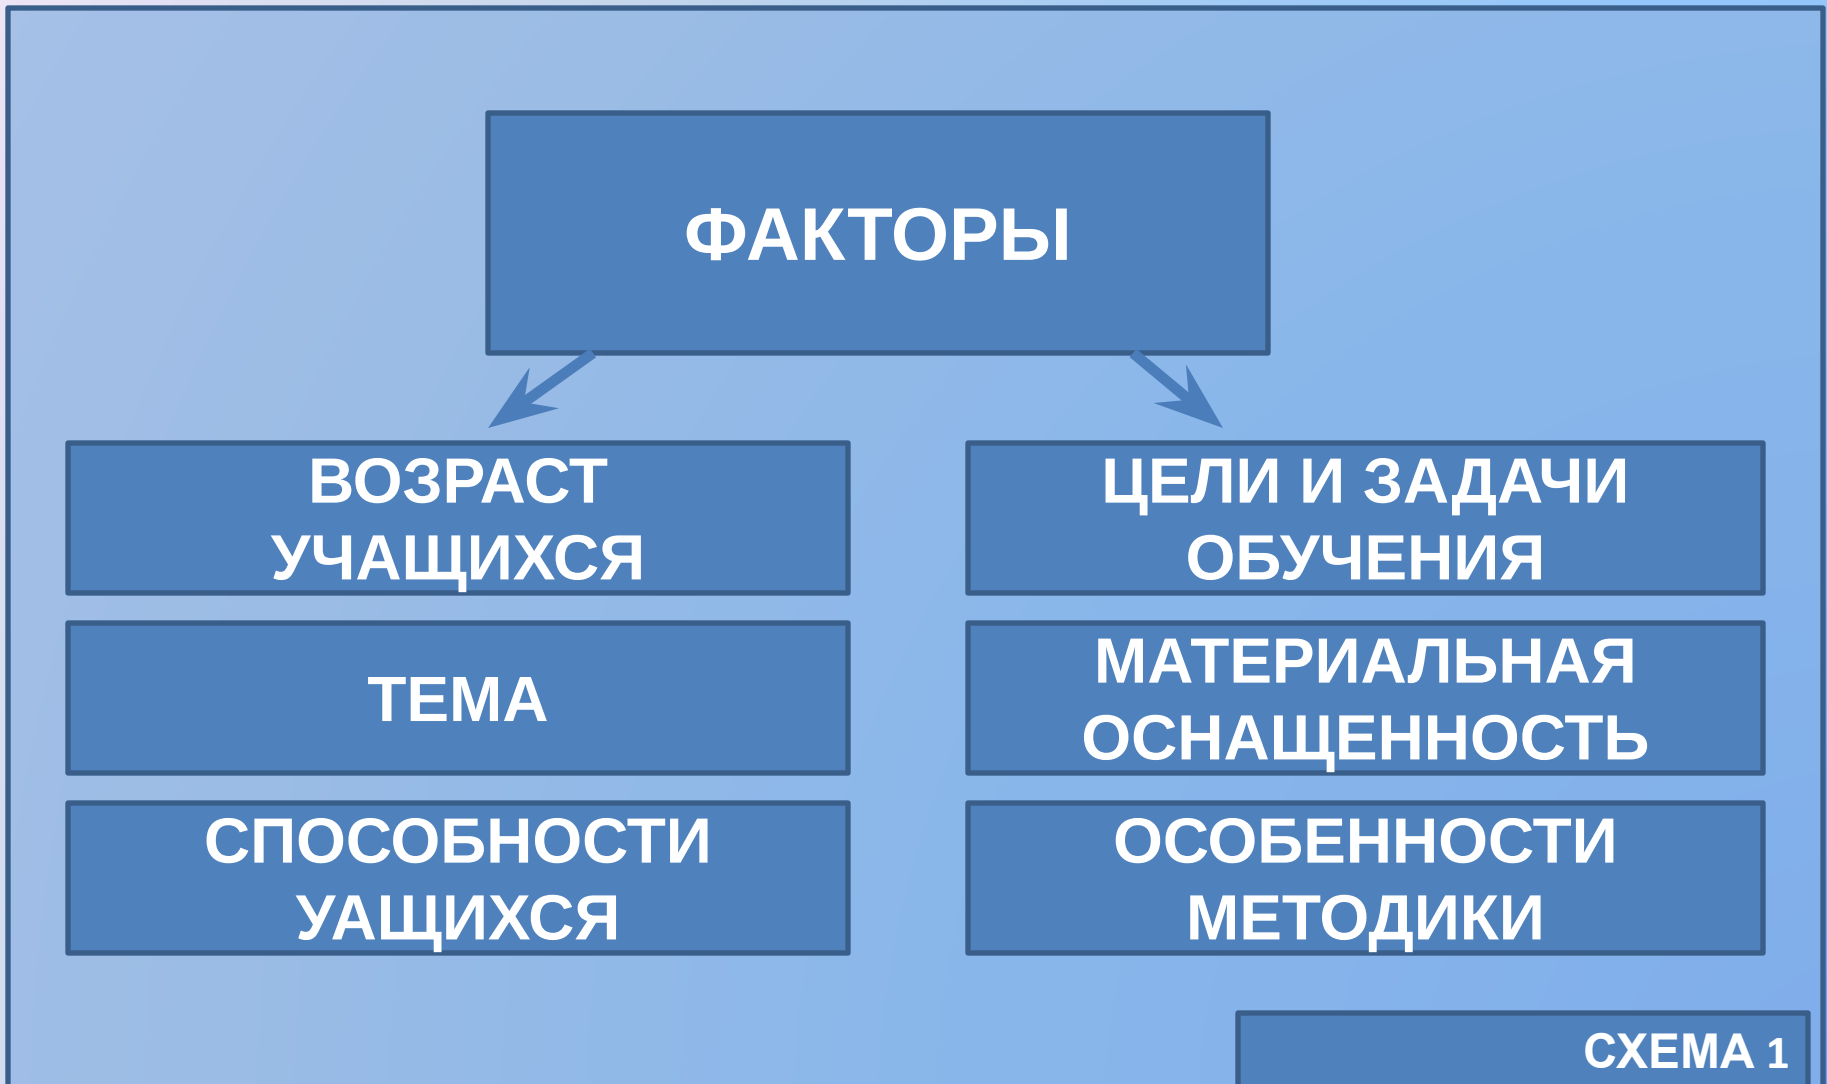 ФАКТОРЫ
ВОЗРАСТ
УЧАЩИХСЯ
ТЕМА
СПОСОБНОСТИ
УАЩИХСЯ
ЦЕЛИ И ЗАДАЧИ
ОБУЧЕНИЯ
МАТЕРИАЛЬНАЯ
ОСНАЩЕННОСТЬ
ОСОБЕННОСТИ
МЕТОДИКИ
СХЕМА 1